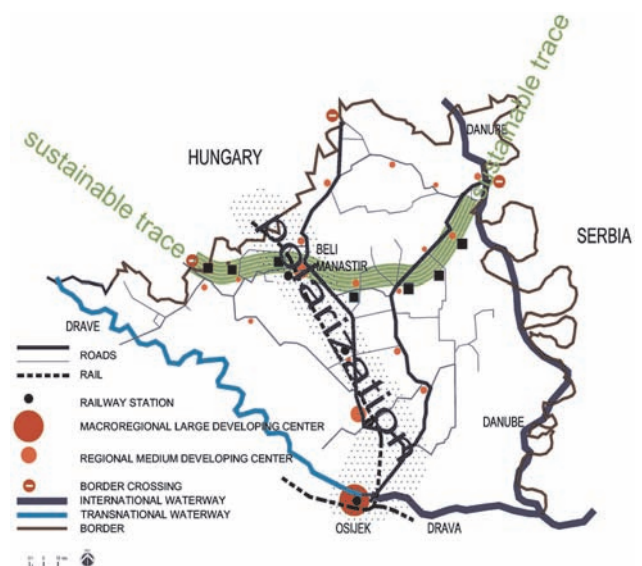 sustainable trace
DANUBE
HUNGARY
sustainable trace
SERBIA
BELI
MANASTIR
polarization
DRAVE
ROADS
RAIL
RAILWAY STATION
MACROREGIONAL LARGE DEVELOPING CENTER
DANUBE
REGIONAL MEDIUM DEVELOPING CENTER
BORDER CROSSING
INTERNATIONAL WATERWAY
TRANSNATIONAL WATERWAY
BORDER
OSIJEK
DRAVA